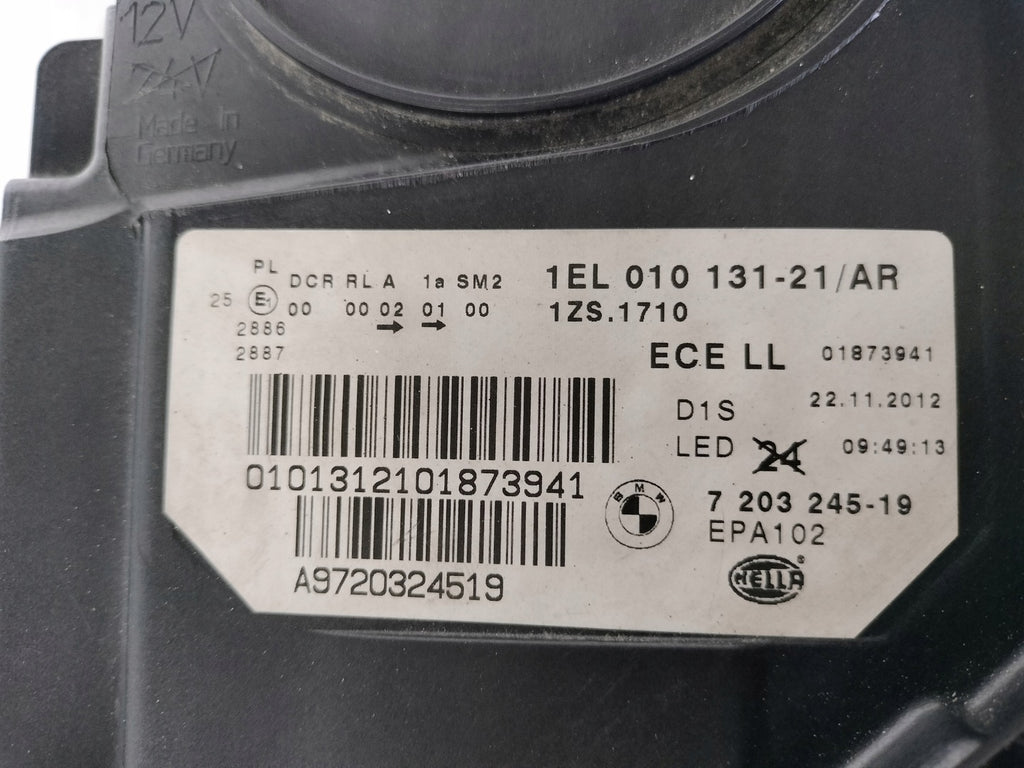 12V
24V
Made in
Germany
PL
DCR RL A 1a SM2
25 E1 00 00 02 01 00
2886
2887
1EL 010 131-21/AR
1ZS.1710
ECE LL 01873941
D1S 22.11.2012
LED 24 09:49:13
0101312101873941
BMW
7 203 245-19
EPA102
A9720324519
HELLA®